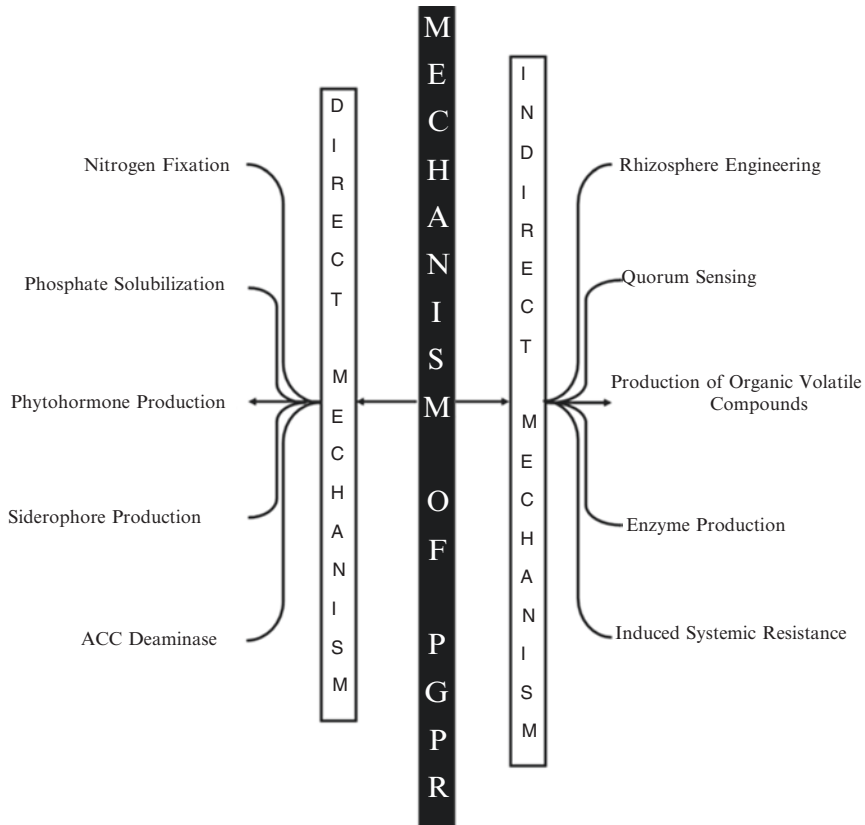 MECHANISM OF PGPR
DIRECT MECHANISM
Nitrogen Fixation
Phosphate Solubilization
Phytohormone Production
Siderophore Production
ACC Deaminase
INDIRECT MECHANISM
Rhizosphere Engineering
Quorum Sensing
Production of Organic Volatile
Compounds
Enzyme Production
Induced Systemic Resistance